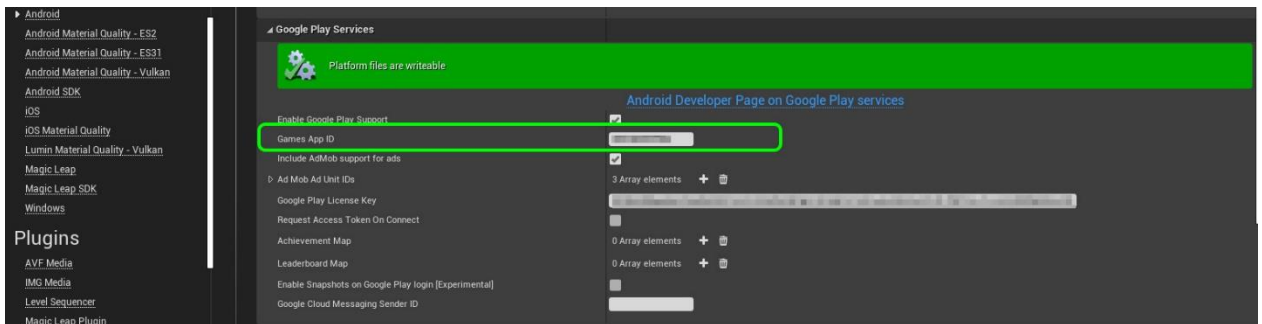 Android
Android Material Quality - ES2
Android Material Quality - ES31
Android Material Quality - Vulkan
Android SDK
iOS
iOS Material Quality
Lumin Material Quality - Vulkan
Magic Leap
Magic Leap SDK
Windows
Plugins
AVF Media
IMG Media
Level Sequencer
Magic Leap Plugin
Google Play Services
Platform files are writeable
Android Developer Page on Google Play services
Enable Google Play Support
Games App ID
Include AdMob support for ads
Ad Mob Ad Unit IDs 3 Array elements
Google Play License Key
Request Access Token On Connect
Achievement Map 0 Array elements
Leaderboard Map 0 Array elements
Enable Snapshots on Google Play login [Experimental]
Google Cloud Messaging Sender ID